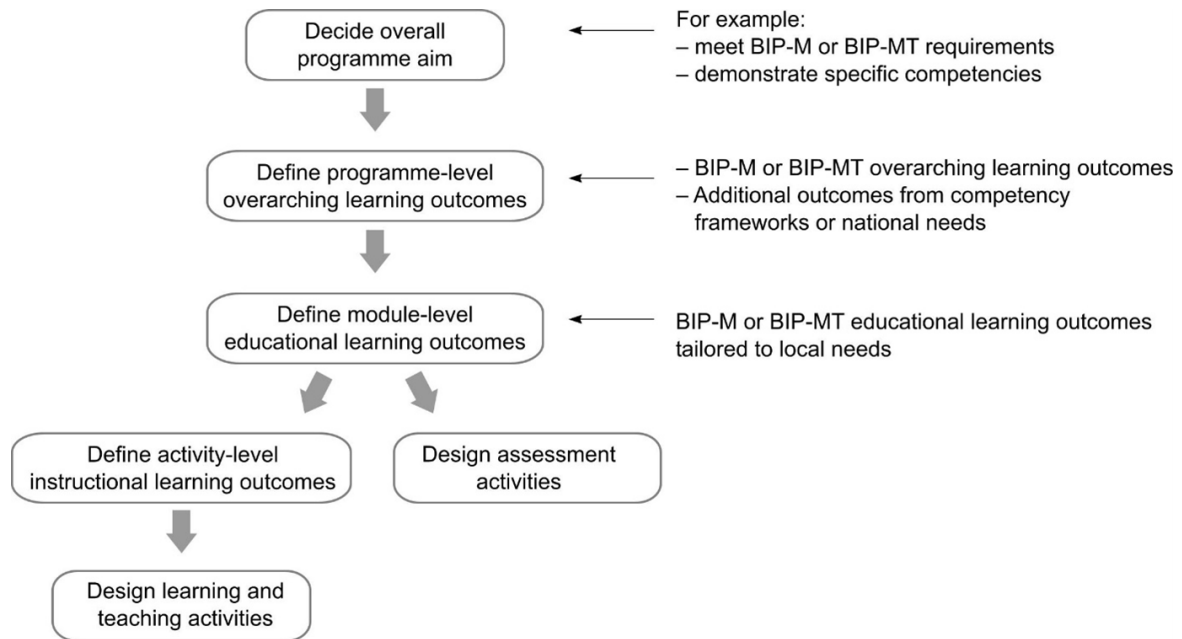 Decide overall
programme aim
For example:
– meet BIP-M or BIP-MT requirements
– demonstrate specific competencies
Define programme-level
overarching learning outcomes
– BIP-M or BIP-MT overarching learning outcomes
– Additional outcomes from competency
frameworks or national needs
Define module-level
educational learning outcomes
BIP-M or BIP-MT educational learning outcomes
tailored to local needs
Define activity-level
instructional learning outcomes
Design assessment
activities
Design learning and
teaching activities